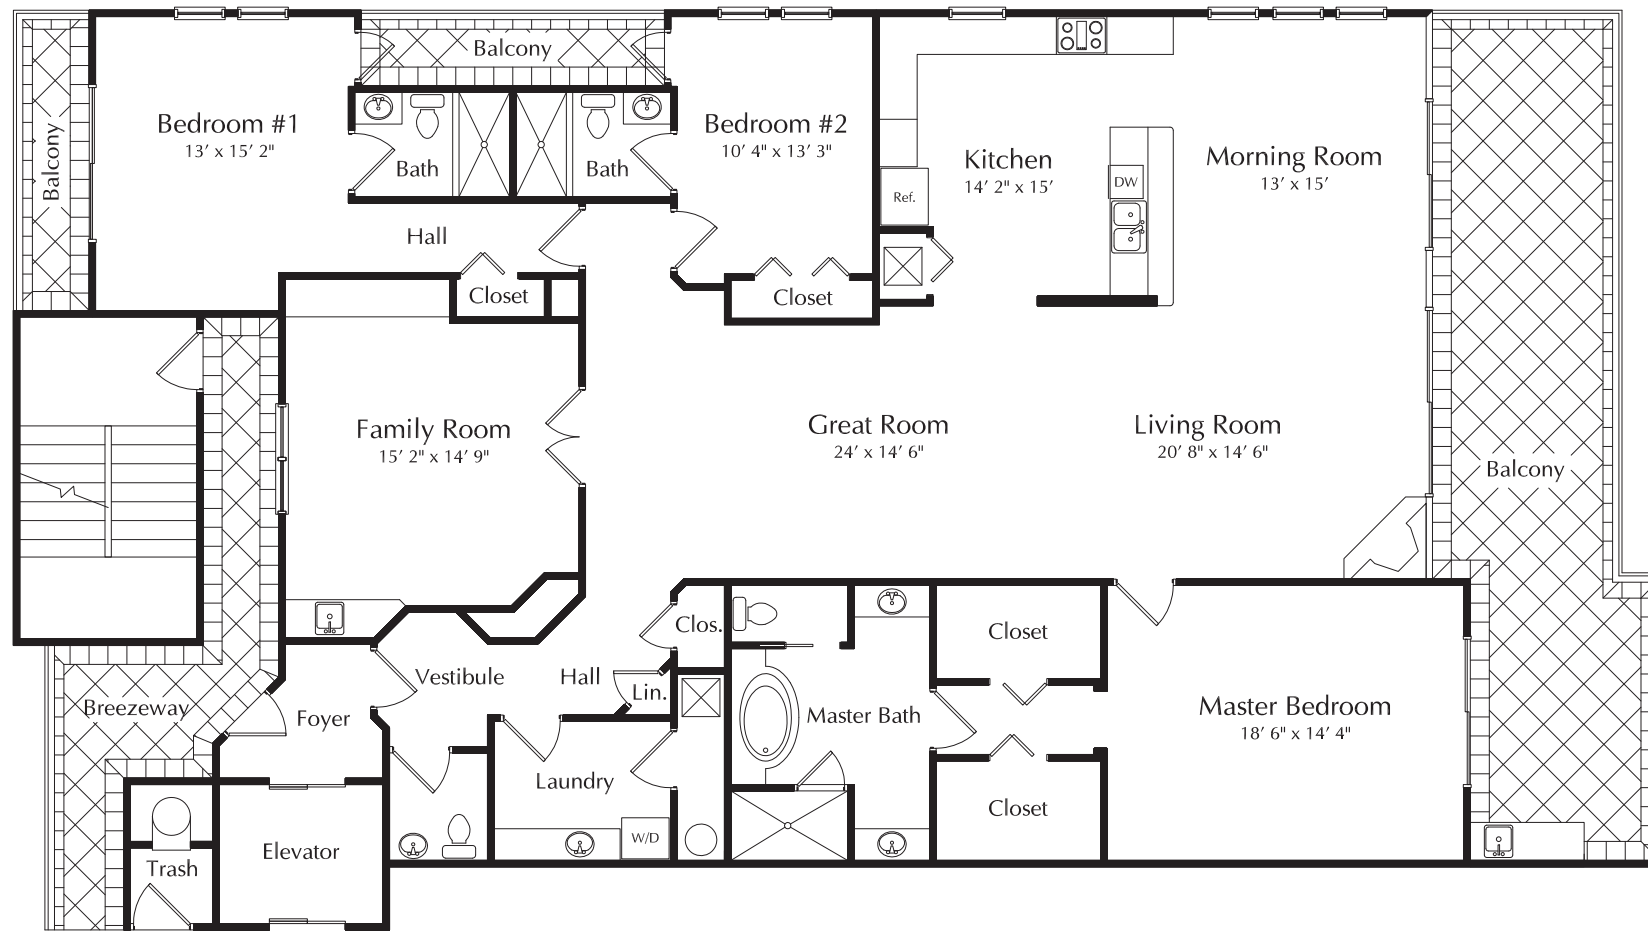 Balcony
Balcony
Bedroom #1
13' x 15' 2"
Bath
Bath
Bedroom #2
10' 4" x 13' 3"
Kitchen
14' 2" x 15'
Ref.
DW
Morning Room
13' x 15'
Hall
Closet
Closet
Family Room
15' 2" x 14' 9"
Great Room
24' x 14' 6"
Living Room
20' 8" x 14' 6"
Balcony
Breezeway
Foyer
Vestibule
Hall
Clos.
Lin.
Master Bath
Closet
Master Bedroom
18' 6" x 14' 4"
Laundry
W/D
Closet
Elevator
Trash